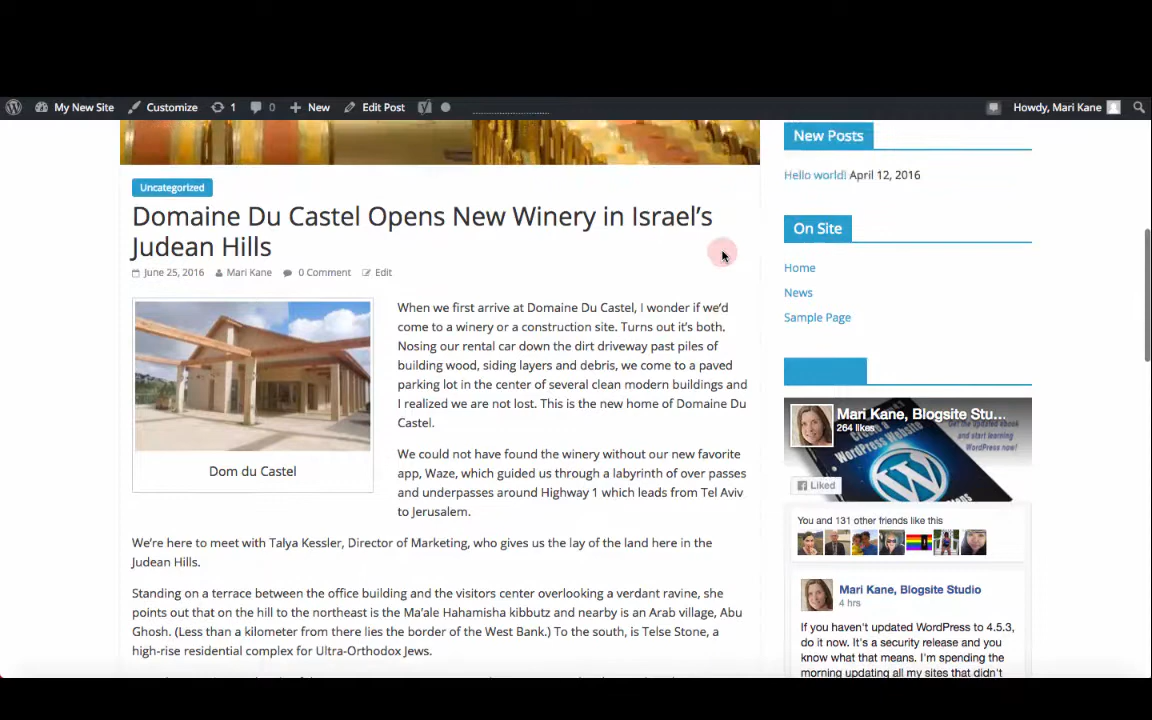 My New Site Customize 1 0 New Edit Post Howdy, Mari Kane
Uncategorized
Domaine Du Castel Opens New Winery in Israel's
Judean Hills
June 25, 2016 Mari Kane 0 Comment Edit
Dom du Castel
When we first arrive at Domaine Du Castel, I wonder if we'd
come to a winery or a construction site. Turns out it's both.
Nosing our rental car down the dirt driveway past piles of
building wood, siding layers and debris, we come to a paved
parking lot in the center of several clean modern buildings and
I realized we are not lost. This is the new home of Domaine Du
Castel.
We could not have found the winery without our new favorite
app, Waze, which guided us through a labyrinth of over passes
and underpasses around Highway 1 which leads from Tel Aviv
to Jerusalem.
We're here to meet with Talya Kessler, Director of Marketing, who gives us the lay of the land here in the
Judean Hills.
Standing on a terrace between the office building and the visitors center overlooking a verdant ravine, she
points out that on the hill to the northeast is the Ma'ale Hahamisha kibbutz and nearby is an Arab village, Abu
Ghosh. (Less than a kilometer from there lies the border of the West Bank.) To the south, is Telse Stone, a
high-rise residential complex for Ultra-Orthodox Jews.
New Posts
Hello world! April 12, 2016
On Site
Home
News
Sample Page
Mari Kane, Blogsite Stu...
264 likes
Get the updated ebook
and start learning
WordPress now!
Liked
You and 131 other friends like this
Mari Kane, Blogsite Studio
4 hrs
If you haven't updated WordPress to 4.5.3,
do it now. It's a security release and you
know what that means. I'm spending the
morning updating all my sites that didn't